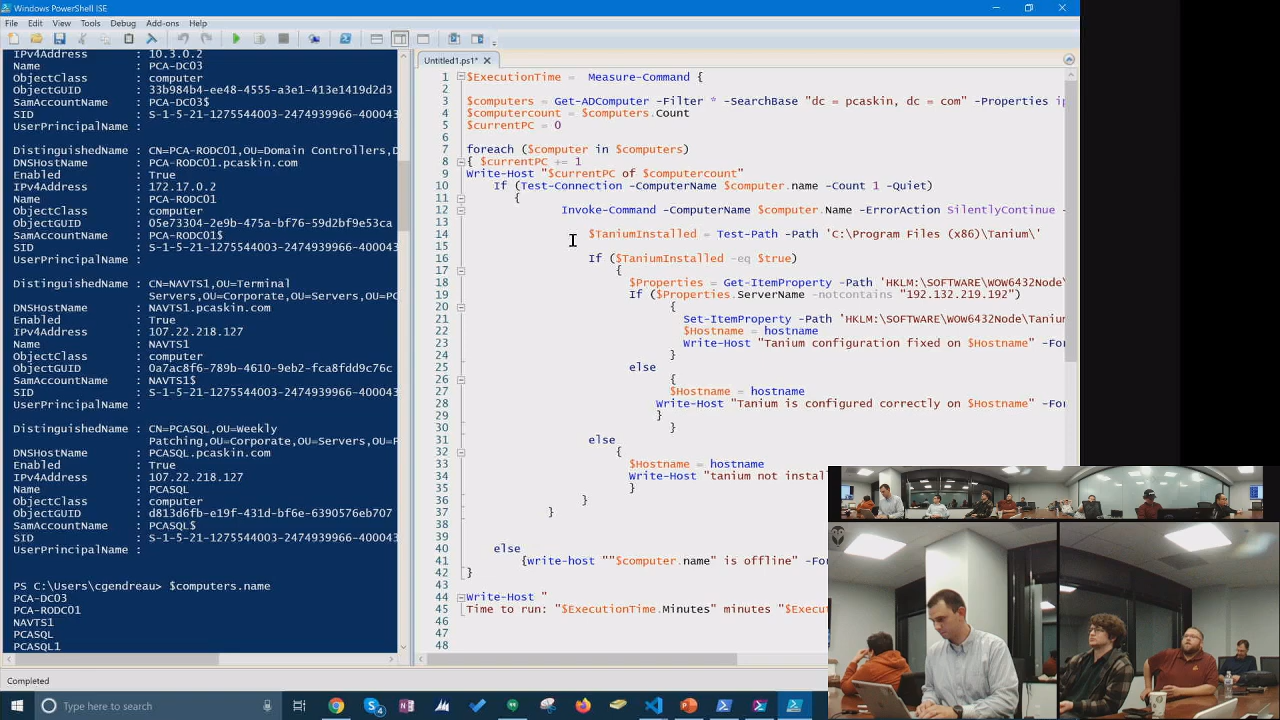 Windows PowerShell ISE
File Edit View Tools Debug Add-ons Help
IPv4Address : 10.3.0.2
Name : PCA-DC03
ObjectClass : computer
ObjectGUID : 33b984b4-ee48-4555-a3e1-413e1419d2d3
SamAccountName : PCA-DC03$
SID : S-1-5-21-1275544003-2474939966-400043
UserPrincipalName :
DistinguishedName : CN=PCA-RODC01,OU=Domain Controllers,D
DNSHostName : PCA-RODC01.pcaskin.com
Enabled : True
IPv4Address : 172.17.0.2
Name : PCA-RODC01
ObjectClass : computer
ObjectGUID : 05e73304-2e9b-475a-bf76-59d2bf9e53ca
SamAccountName : PCA-RODC01$
SID : S-1-5-21-1275544003-2474939966-400043
UserPrincipalName :
DistinguishedName : CN=NAVTS1,OU=Terminal
Servers,OU=Corporate,OU=Servers,OU=PC
DNSHostName : NAVTS1.pcaskin.com
Enabled : True
IPv4Address : 107.22.218.127
Name : NAVTS1
ObjectClass : computer
ObjectGUID : 0a7ac8f6-789b-4610-9eb2-fca8fdd9c76c
SamAccountName : NAVTS1$
SID : S-1-5-21-1275544003-2474939966-400043
UserPrincipalName :
DistinguishedName : CN=PCASQL,OU=Weekly
Patching,OU=Corporate,OU=Servers,OU=P
DNSHostName : PCASQL.pcaskin.com
Enabled : True
IPv4Address : 107.22.218.127
Name : PCASQL
ObjectClass : computer
ObjectGUID : d813d6fb-e19f-431d-bf6e-6390576eb707
SamAccountName : PCASQL$
SID : S-1-5-21-1275544003-2474939966-400043
UserPrincipalName :
PS C:\Users\cgendreau> $computers.name
PCA-DC03
PCA-RODC01
NAVTS1
PCASQL
PCASQL1
Untitled1.ps1*
1 $ExecutionTime = Measure-Command {
2
3 $computers = Get-ADComputer -Filter * -SearchBase "dc = pcaskin, dc = com" -Properties ip
4 $computercount = $computers.Count
5 $currentPC = 0
6
7 foreach ($computer in $computers)
8 { $currentPC += 1
9 Write-Host "$currentPC of $computercount"
10 If (Test-Connection -ComputerName $computer.name -Count 1 -Quiet)
11 {
12 Invoke-Command -ComputerName $computer.Name -ErrorAction SilentlyContinue -
13
14 $TaniumInstalled = Test-Path -Path 'C:\Program Files (x86)\Tanium\'
15
16 If ($TaniumInstalled -eq $true)
17 {
18 $Properties = Get-ItemProperty -Path 'HKLM:\SOFTWARE\WOW6432Node\
19 If ($Properties.ServerName -notcontains "192.132.219.192")
20 {
21 Set-ItemProperty -Path 'HKLM:\SOFTWARE\WOW6432Node\Tanium
22 $Hostname = hostname
23 Write-Host "Tanium configuration fixed on $Hostname" -For
24 }
25 else
26 {
27 $Hostname = hostname
28 Write-Host "Tanium is configured correctly on $Hostname" -For
29 }
30 }
31 else
32 {
33 $Hostname = hostname
34 Write-Host "tanium not instal
35 }
36 }
37 }
38
39
40 else
41 {write-host ""$computer.name" is offline" -For
42 }
43
44 Write-Host "
45 Time to run: "$ExecutionTime.Minutes" minutes "$Execu
46
47
48
Completed
Type here to search